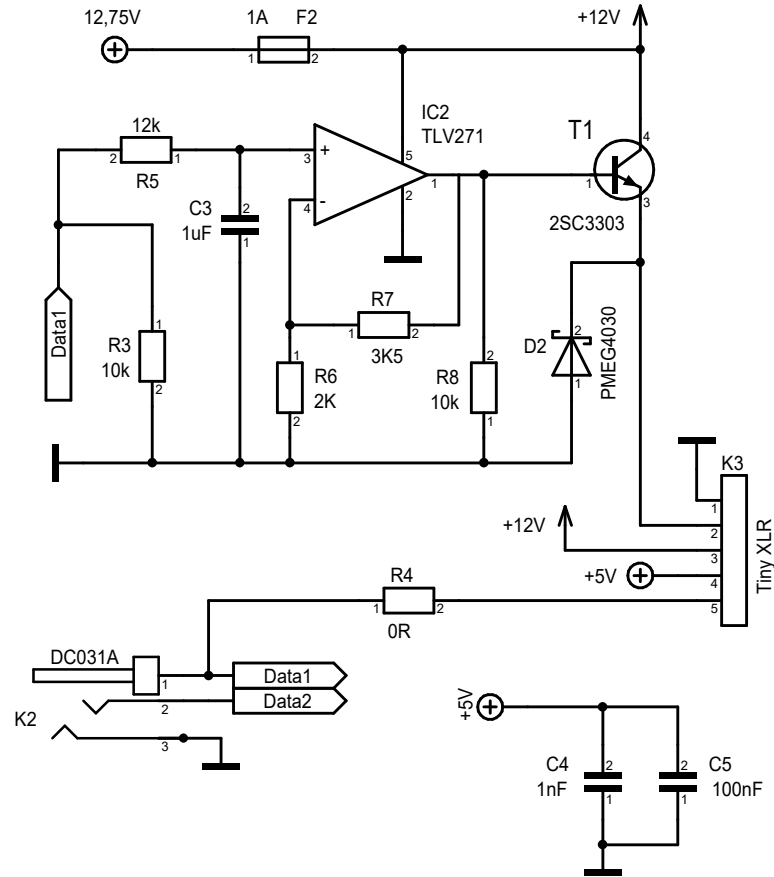 12,75V
1A F2
+12V
1 2
12k
2 1
R5
IC2
TLV271
T1
3 +
5
1
4 -
2
4
1
3
2SC3303
C3
1uF
2
1
Data1
R3
10k
1
2
R7
1 2
3K5
R6
2K
1
2
R8
10k
2
1
D2
2
1
PMEG4030
K3
1
2
3
4
5
Tiny XLR
+12V
+5V
R4
1 2
0R
DC031A
1
Data1
2
Data2
K2
3
+5V
C4
1nF
2
1
C5
100nF
2
1